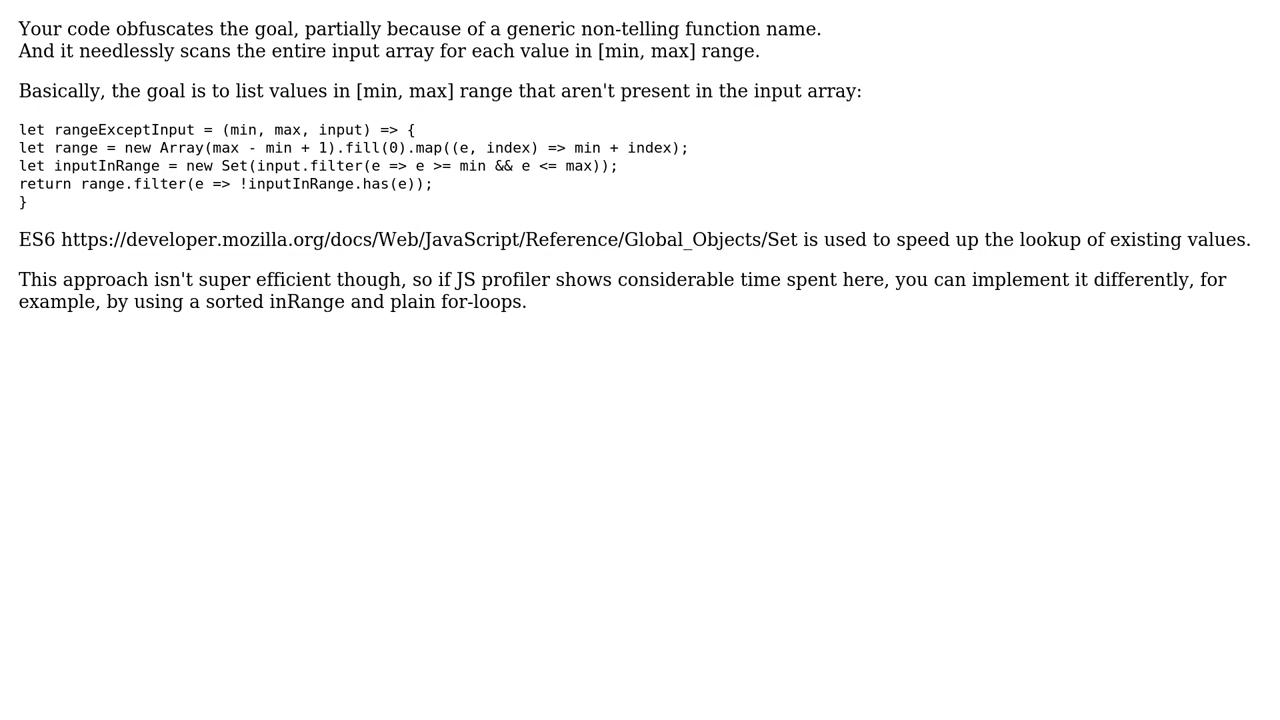 Your code obfuscates the goal, partially because of a generic non-telling function name.
And it needlessly scans the entire input array for each value in [min, max] range.
Basically, the goal is to list values in [min, max] range that aren't present in the input array:
let rangeExceptInput = (min, max, input) => {
let range = new Array(max - min + 1).fill(0).map((e, index) => min + index);
let inputInRange = new Set(input.filter(e => e >= min && e <= max));
return range.filter(e => !inputInRange.has(e));
}
ES6 https://developer.mozilla.org/docs/Web/JavaScript/Reference/Global_Objects/Set is used to speed up the lookup of existing values.
This approach isn't super efficient though, so if JS profiler shows considerable time spent here, you can implement it differently, for
example, by using a sorted inRange and plain for-loops.